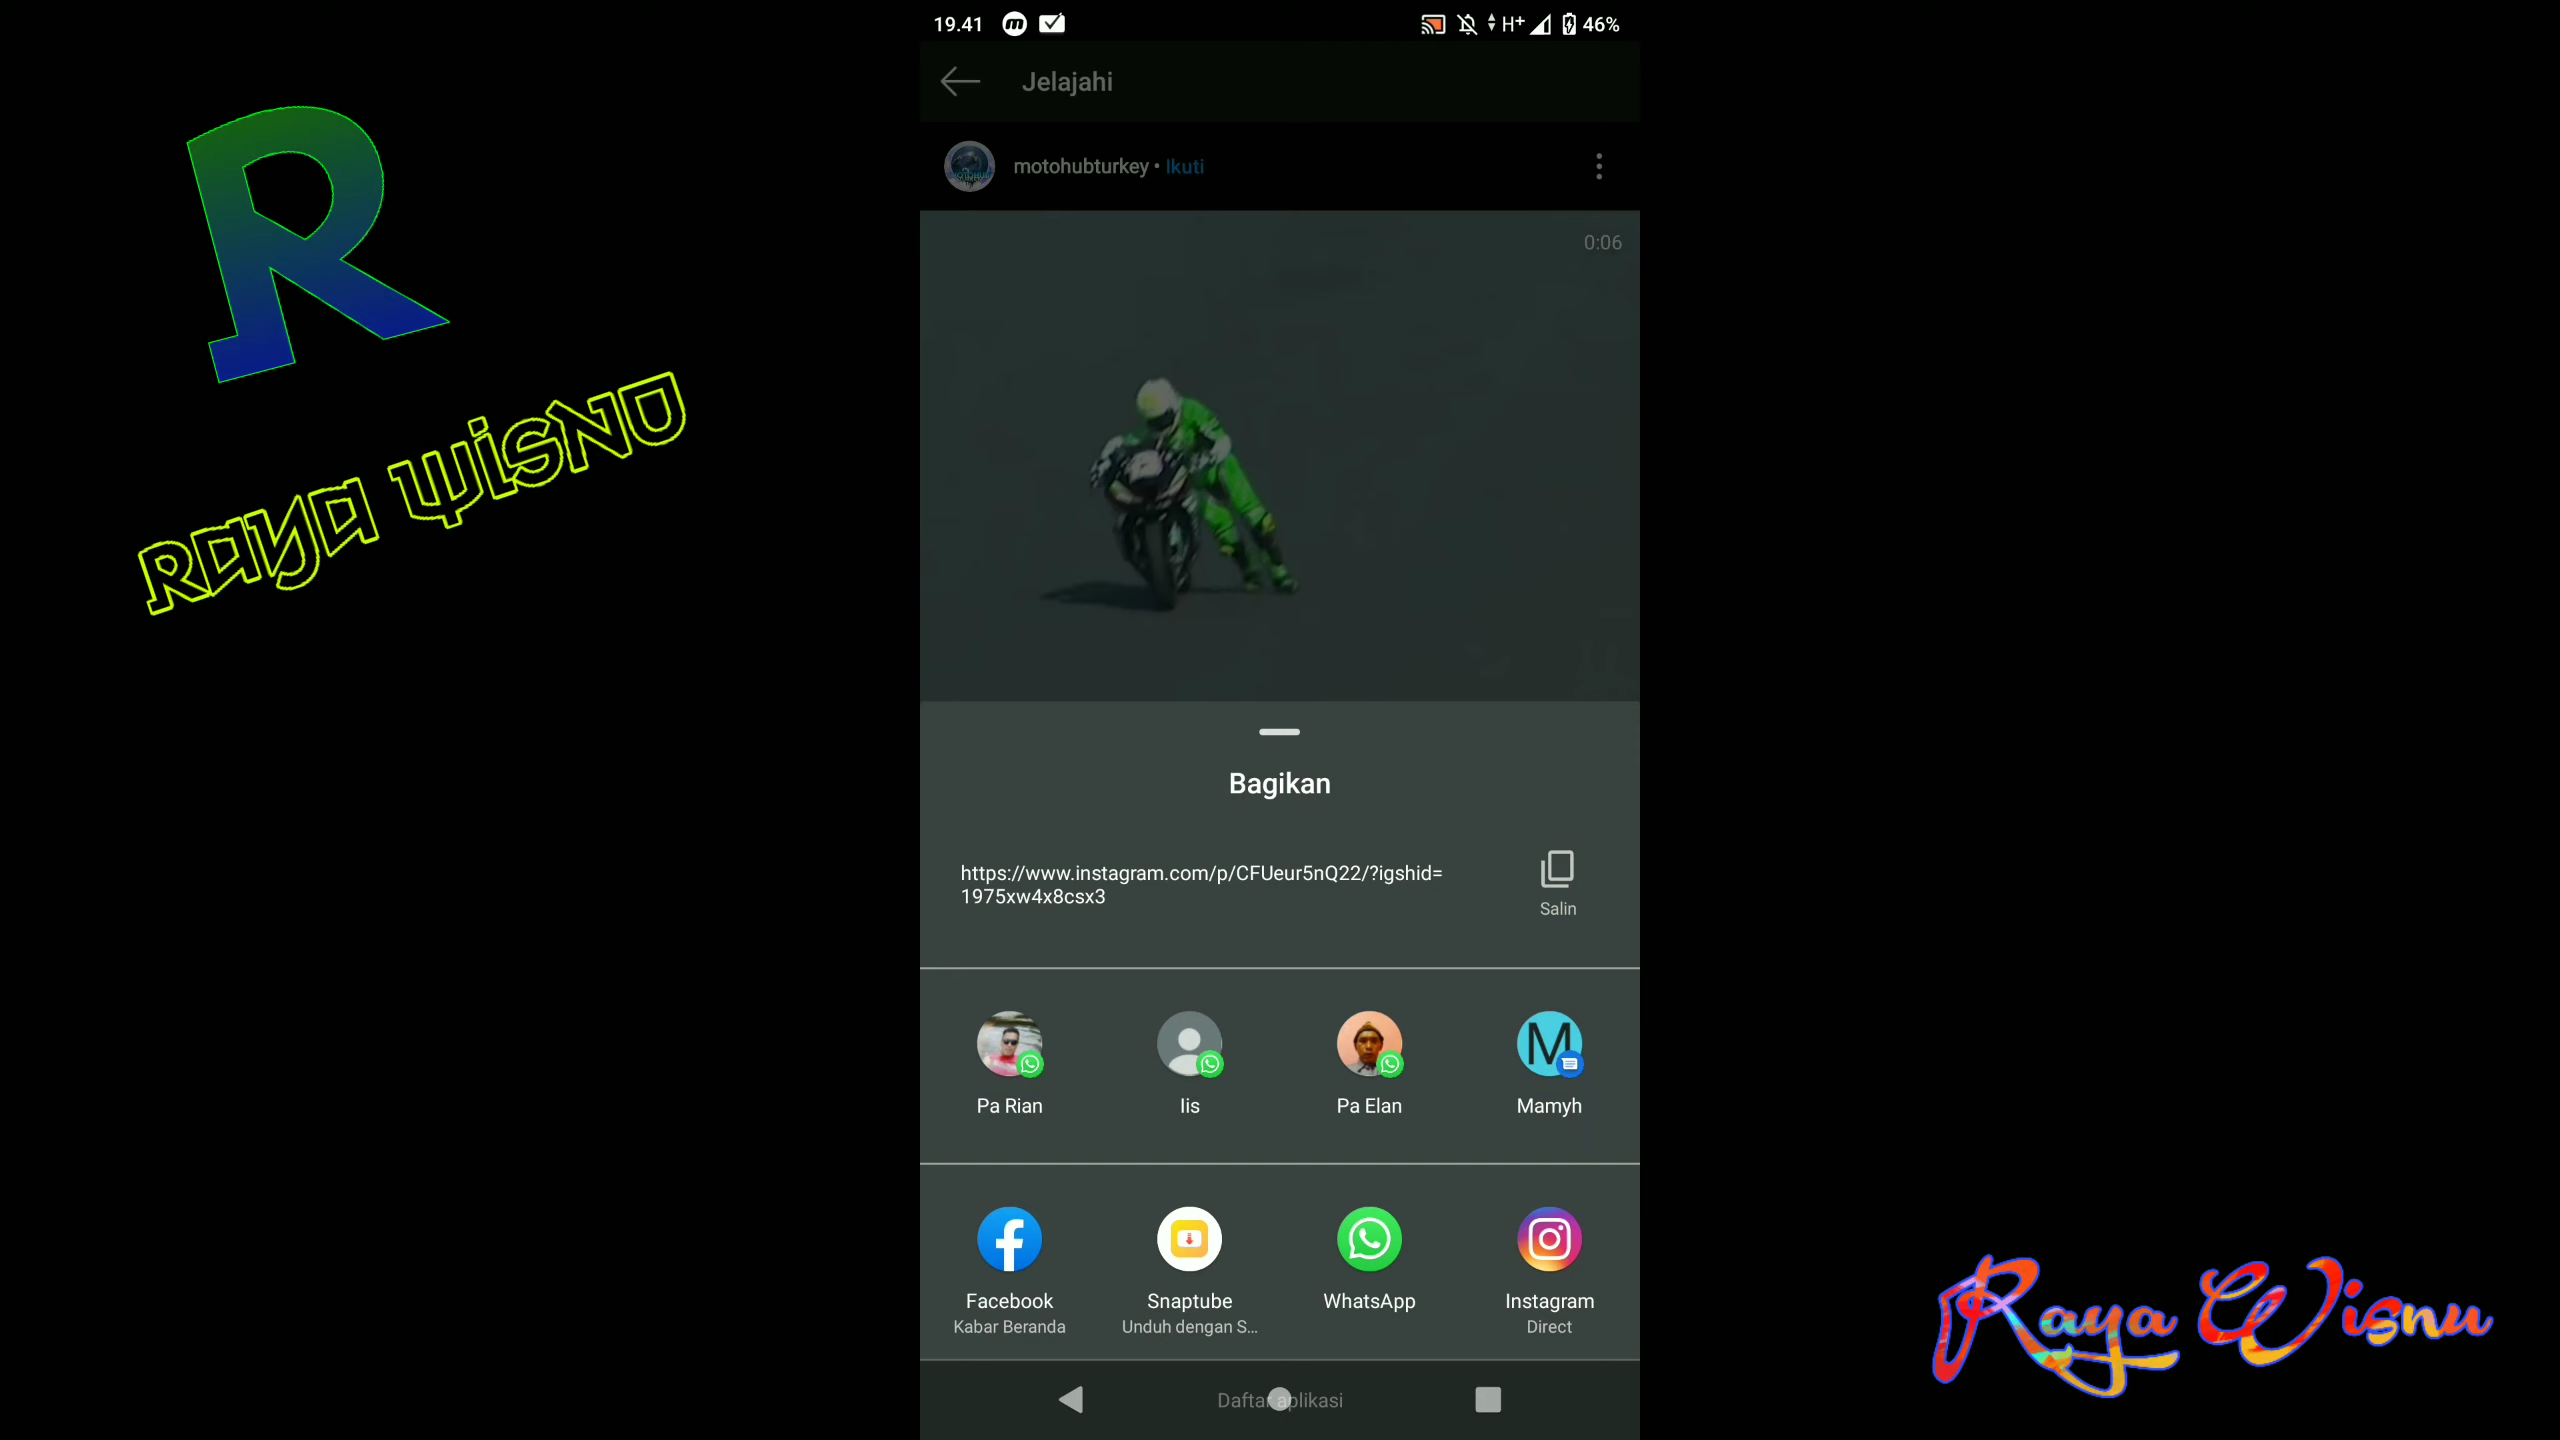 19.41
H+ 46%
Jelajahi
motohubturkey • Ikuti
0:06
R
RAYA WISNU
Bagikan
https://www.instagram.com/p/CFUeur5nQ22/?igshid=
1975xw4x8csx3
Salin
Pa Rian
Iis
Pa Elan
Mamyh
Facebook
Kabar Beranda
Snaptube
Unduh dengan S...
WhatsApp
Instagram
Direct
Daftar aplikasi
Raya Wisnu